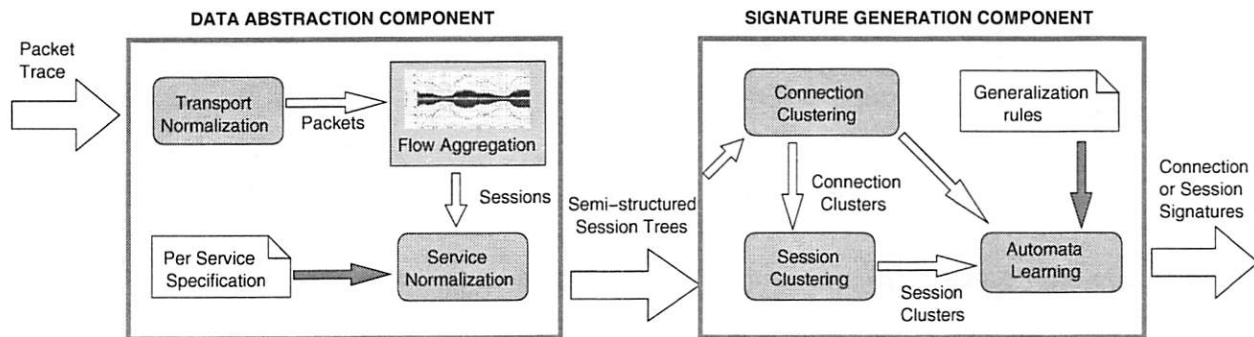 DATA ABSTRACTION COMPONENT
SIGNATURE GENERATION COMPONENT
Packet
Trace
Transport
Normalization
Packets
Flow Aggregation
Sessions
Per Service
Specification
Service
Normalization
Semi-structured
Session Trees
Connection
Clustering
Generalization
rules
Connection
Clusters
Session
Clustering
Session
Clusters
Automata
Learning
Connection
or Session
Signatures